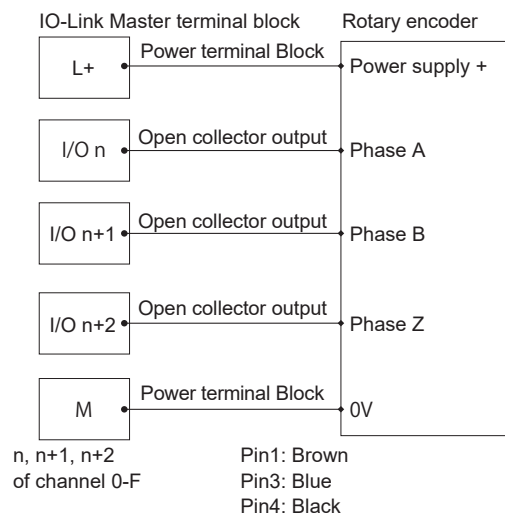 IO-Link Master terminal block
Rotary encoder
L+
Power terminal Block
Power supply +
I/O n
Open collector output
Phase A
I/O n+1
Open collector output
Phase B
I/O n+2
Open collector output
Phase Z
M
Power terminal Block
0V
n, n+1, n+2
of channel 0-F
Pin1: Brown
Pin3: Blue
Pin4: Black